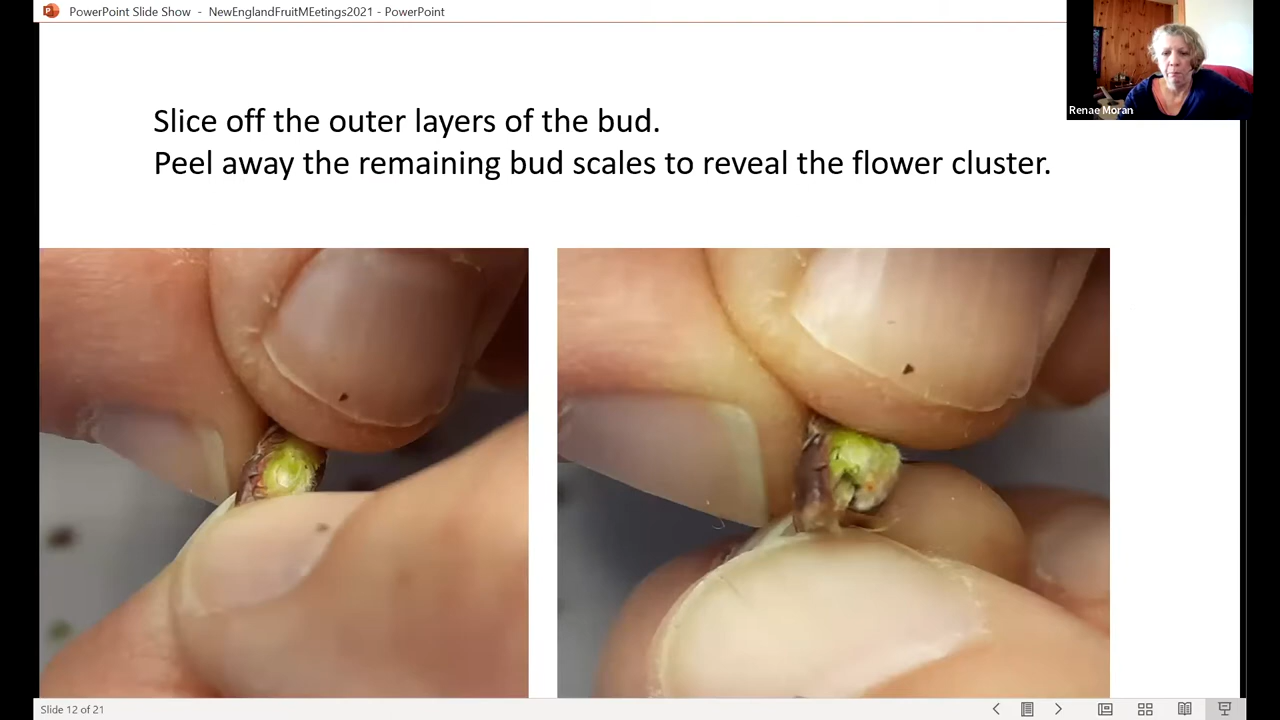 PowerPoint Slide Show - NewEnglandFruitMEetings2021 - PowerPoint
Renae Moran
Slice off the outer layers of the bud.
Peel away the remaining bud scales to reveal the flower cluster.
Slide 12 of 21